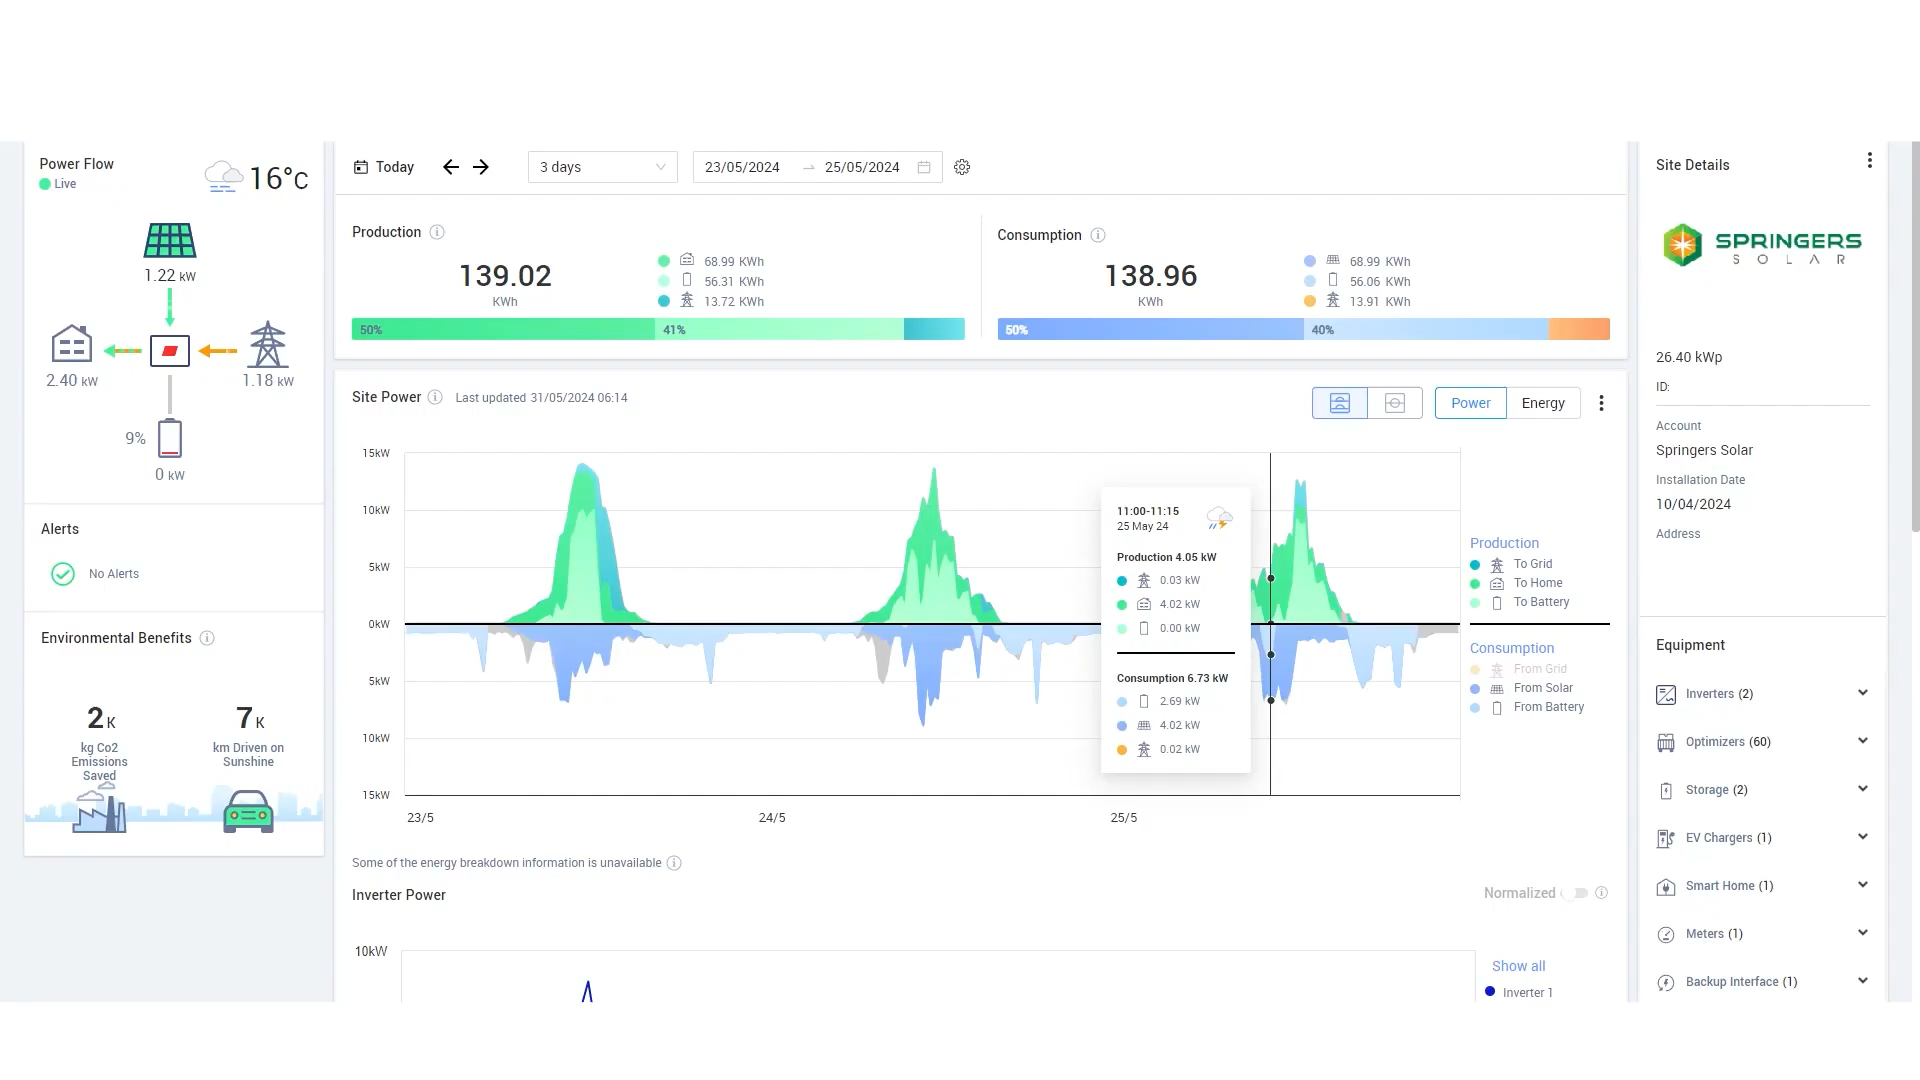 Power Flow
Live
16°C
1.22 kW
2.40 kW
1.18 kW
9%
0 kW
Alerts
No Alerts
Environmental Benefits
2 K
kg Co2
Emissions
Saved
7 K
km Driven on
Sunshine
Today
3 days
23/05/2024
25/05/2024
Production
139.02
KWh
68.99 KWh
56.31 KWh
13.72 KWh
50%
41%
Consumption
138.96
KWh
68.99 KWh
56.06 KWh
13.91 KWh
50%
40%
Site Power
Last updated 31/05/2024 06:14
Power
Energy
15kW
10kW
5kW
0kW
5kW
10kW
15kW
23/5
24/5
25/5
11:00-11:15
25 May 24
Production 4.05 kW
0.03 kW
4.02 kW
0.00 kW
Consumption 6.73 kW
2.69 kW
4.02 kW
0.02 kW
Production
To Grid
To Home
To Battery
Consumption
From Grid
From Solar
From Battery
Some of the energy breakdown information is unavailable
Inverter Power
Normalized
10kW
Show all
Inverter 1
Site Details
SPRINGERS
SOLAR
26.40 kWp
ID:
Account
Springers Solar
Installation Date
10/04/2024
Address
Equipment
Inverters (2)
Optimizers (60)
Storage (2)
EV Chargers (1)
Smart Home (1)
Meters (1)
Backup Interface (1)